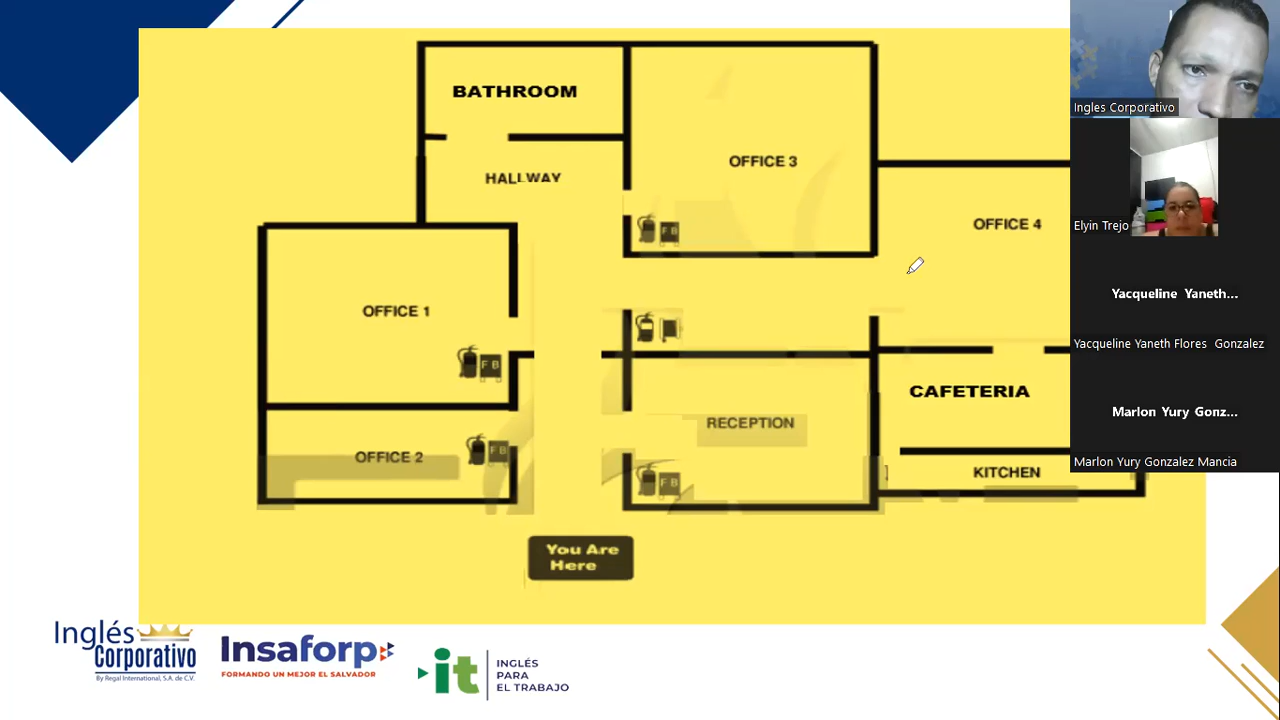 BATHROOM
HALLWAY
OFFICE 3
F B
OFFICE 4
OFFICE 1
F B
CAFETERIA
RECEPTION
OFFICE 2
F B
KITCHEN
F B
You Are
Here
Inglés
Corporativo
By Regal International, S.A. de C.V.
Insaforp
FORMANDO UN MEJOR EL SALVADOR
it
INGLÉS
PARA
EL TRABAJO
Ingles Corporativo
Elyin Trejo
Yacqueline Yaneth...
Yacqueline Yaneth Flores Gonzalez
Marlon Yury Gonz...
Marlon Yury Gonzalez Mancia